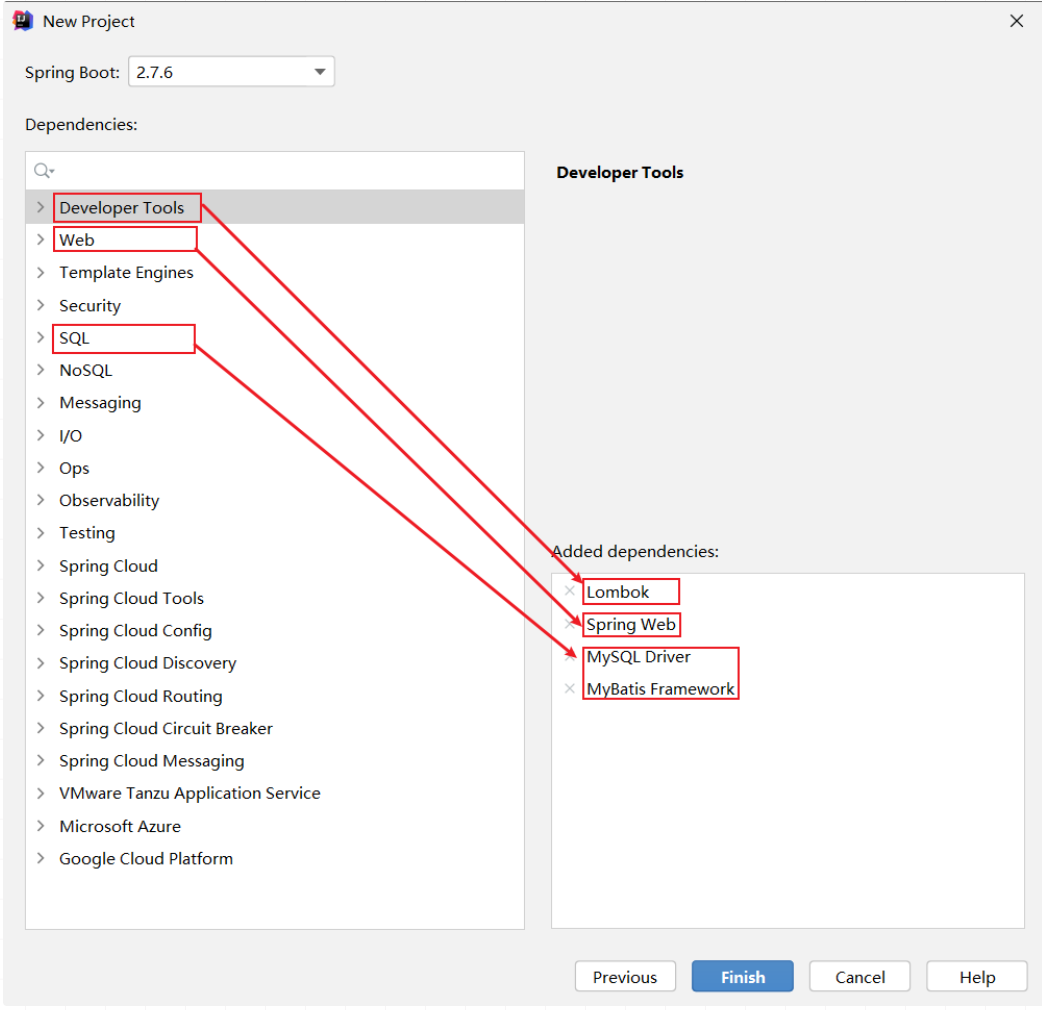 New Project
Spring Boot: 2.7.6
Dependencies:
Developer Tools
Web
Template Engines
Security
SQL
NoSQL
Messaging
I/O
Ops
Observability
Testing
Spring Cloud
Spring Cloud Tools
Spring Cloud Config
Spring Cloud Discovery
Spring Cloud Routing
Spring Cloud Circuit Breaker
Spring Cloud Messaging
VMware Tanzu Application Service
Microsoft Azure
Google Cloud Platform
Developer Tools
Added dependencies:
Lombok
Spring Web
MySQL Driver
MyBatis Framework
Previous
Finish
Cancel
Help